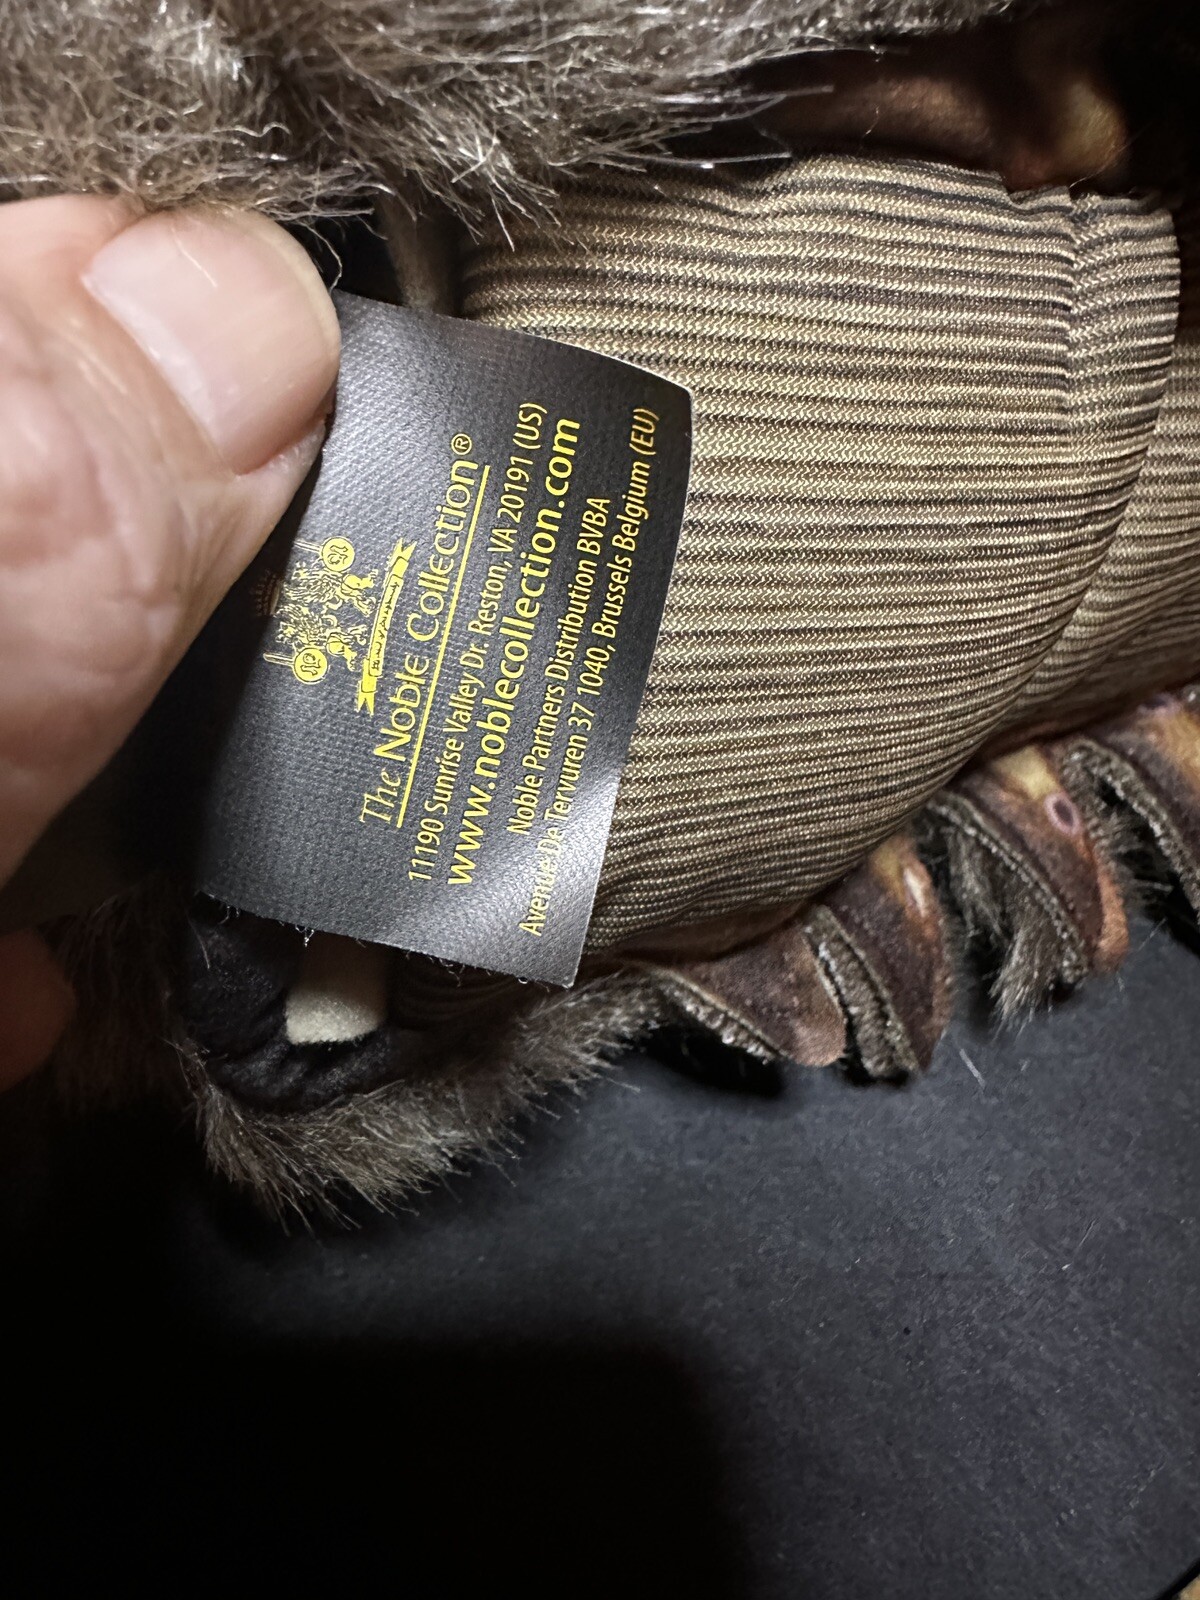 The Noble Collection®
11190 Sunrise Valley Dr. Reston, VA 20191 (US)
www.noblecollection.com
Noble Partners Distribution BVBA
Avenue De Tervuren 37 1040, Brussels Belgium (EU)